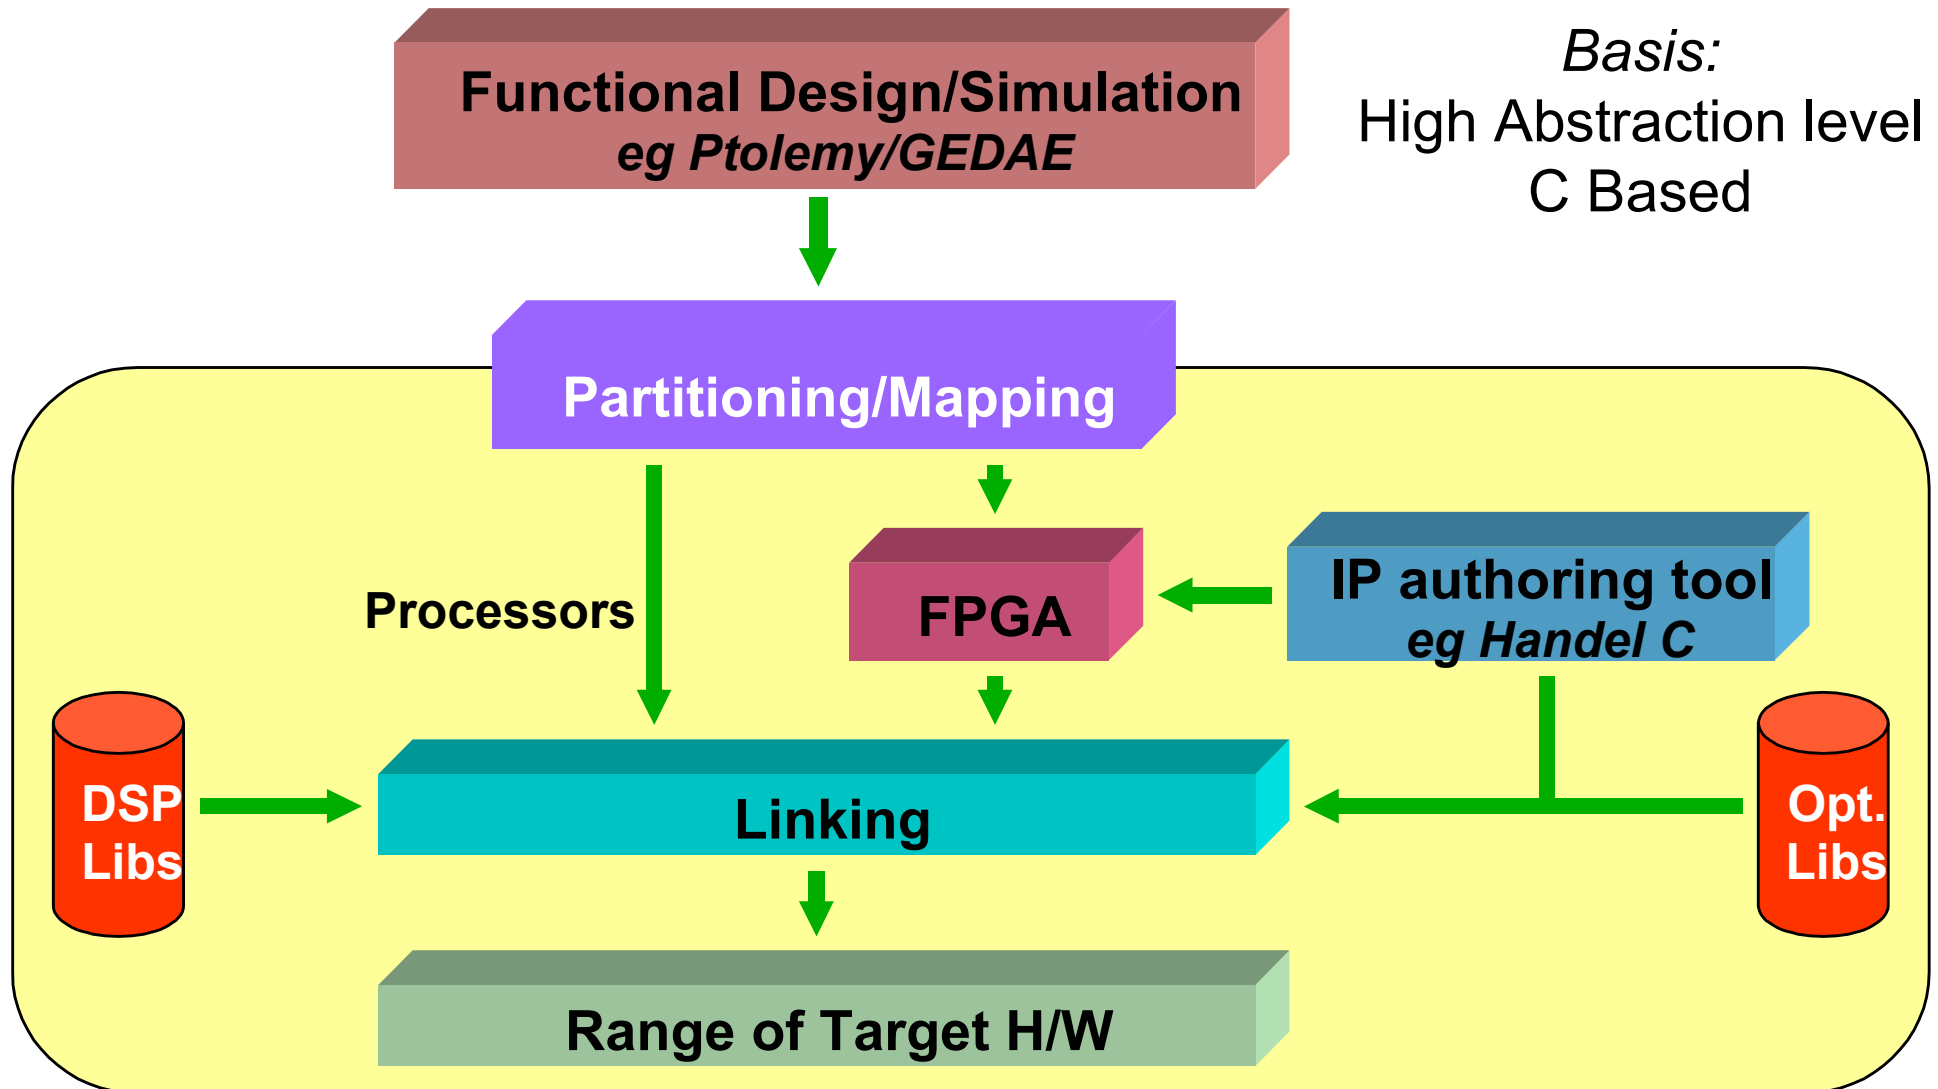 Functional Design/Simulation
eg Ptolemy/GEDAE
Basis:
High Abstraction level
C Based
Partitioning/Mapping
Processors
FPGA
IP authoring tool
eg Handel C
DSP
Libs
Linking
Opt.
Libs
Range of Target H/W